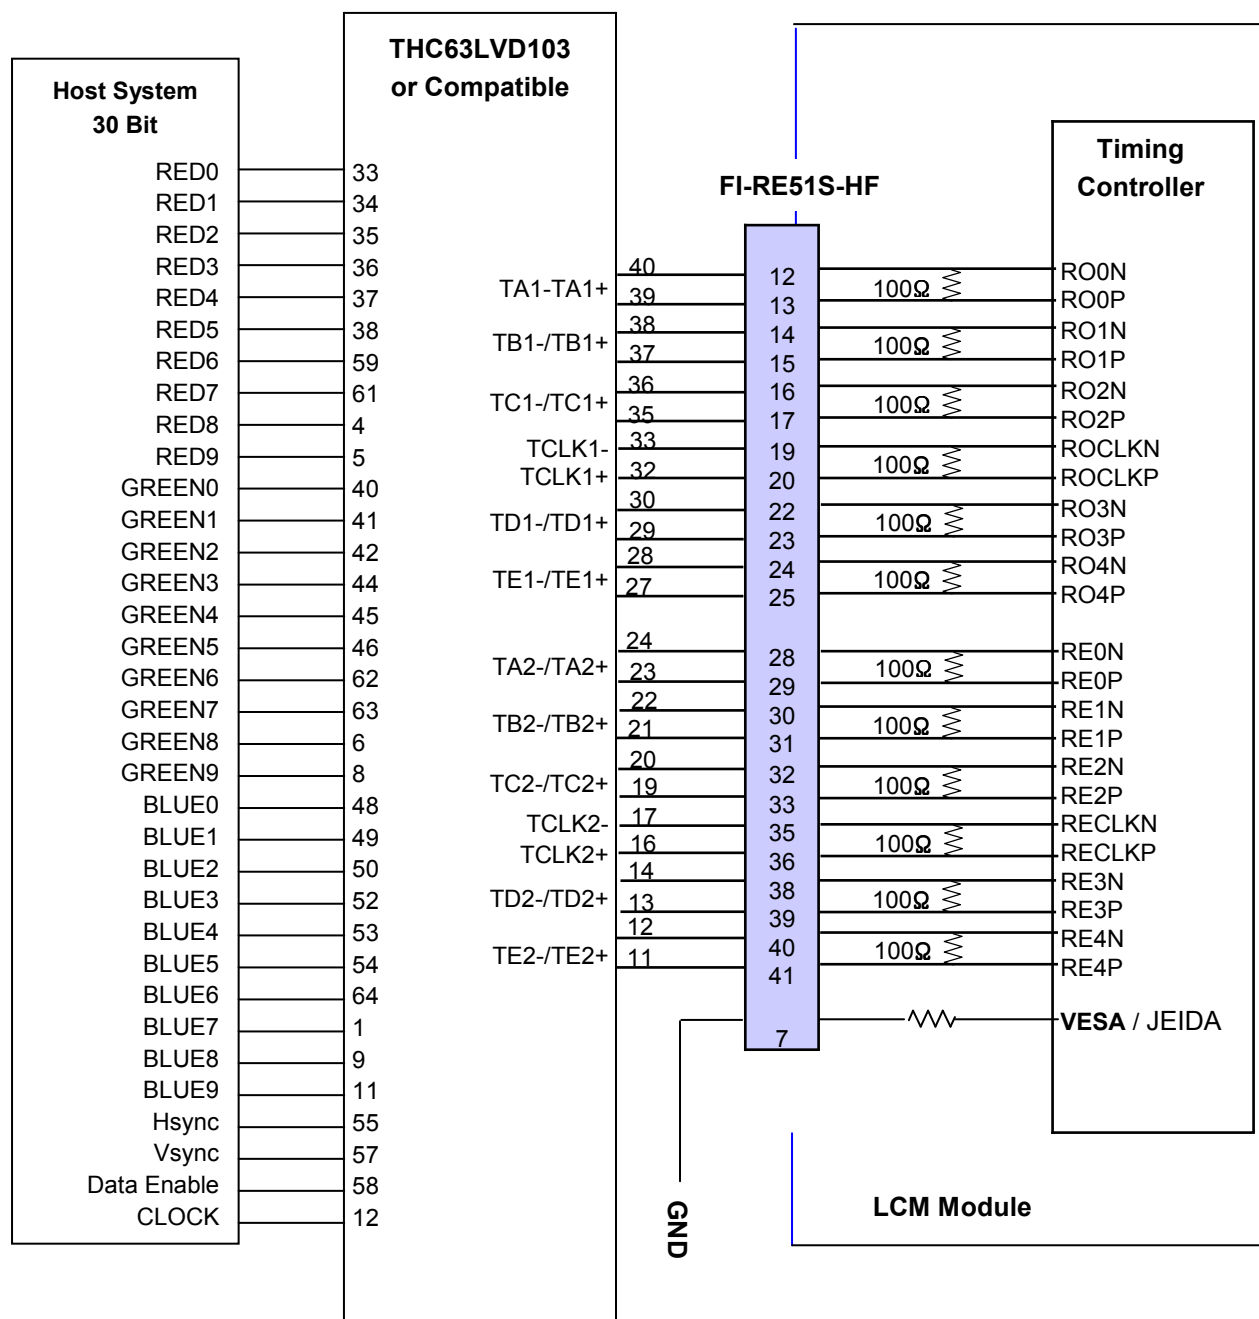 THC63LVD103
or Compatible
Host System
30 Bit
Timing
Controller
FI-RE51S-HF
RED0 33
RED1 34
RED2 35
RED3 36
RED4 37
RED5 38
RED6 59
RED7 61
RED8 4
RED9 5
GREEN0 40
GREEN1 41
GREEN2 42
GREEN3 44
GREEN4 45
GREEN5 46
GREEN6 62
GREEN7 63
GREEN8 6
GREEN9 8
BLUE0 48
BLUE1 49
BLUE2 50
BLUE3 52
BLUE4 53
BLUE5 54
BLUE6 64
BLUE7 1
BLUE8 9
BLUE9 11
Hsync 55
Vsync 57
Data Enable 58
CLOCK 12
40 12 RO0N
TA1-TA1+ 100Ω
39 13 RO0P
38 14 RO1N
TB1-/TB1+ 100Ω
37 15 RO1P
36 16 RO2N
TC1-/TC1+ 100Ω
35 17 RO2P
TCLK1- 33 19 ROCLKN
100Ω
TCLK1+ 32 20 ROCLKP
30 22 RO3N
TD1-/TD1+ 100Ω
29 23 RO3P
28 24 RO4N
TE1-/TE1+ 100Ω
27 25 RO4P
24 28 RE0N
TA2-/TA2+ 100Ω
23 29 RE0P
22 30 RE1N
TB2-/TB2+ 100Ω
21 31 RE1P
20 32 RE2N
TC2-/TC2+ 100Ω
19 33 RE2P
TCLK2- 17 35 RECLKN
100Ω
TCLK2+ 16 36 RECLKP
14 38 RE3N
TD2-/TD2+ 100Ω
13 39 RE3P
12 40 RE4N
TE2-/TE2+ 100Ω
11 41 RE4P
7 VESA / JEIDA
GND
LCM Module